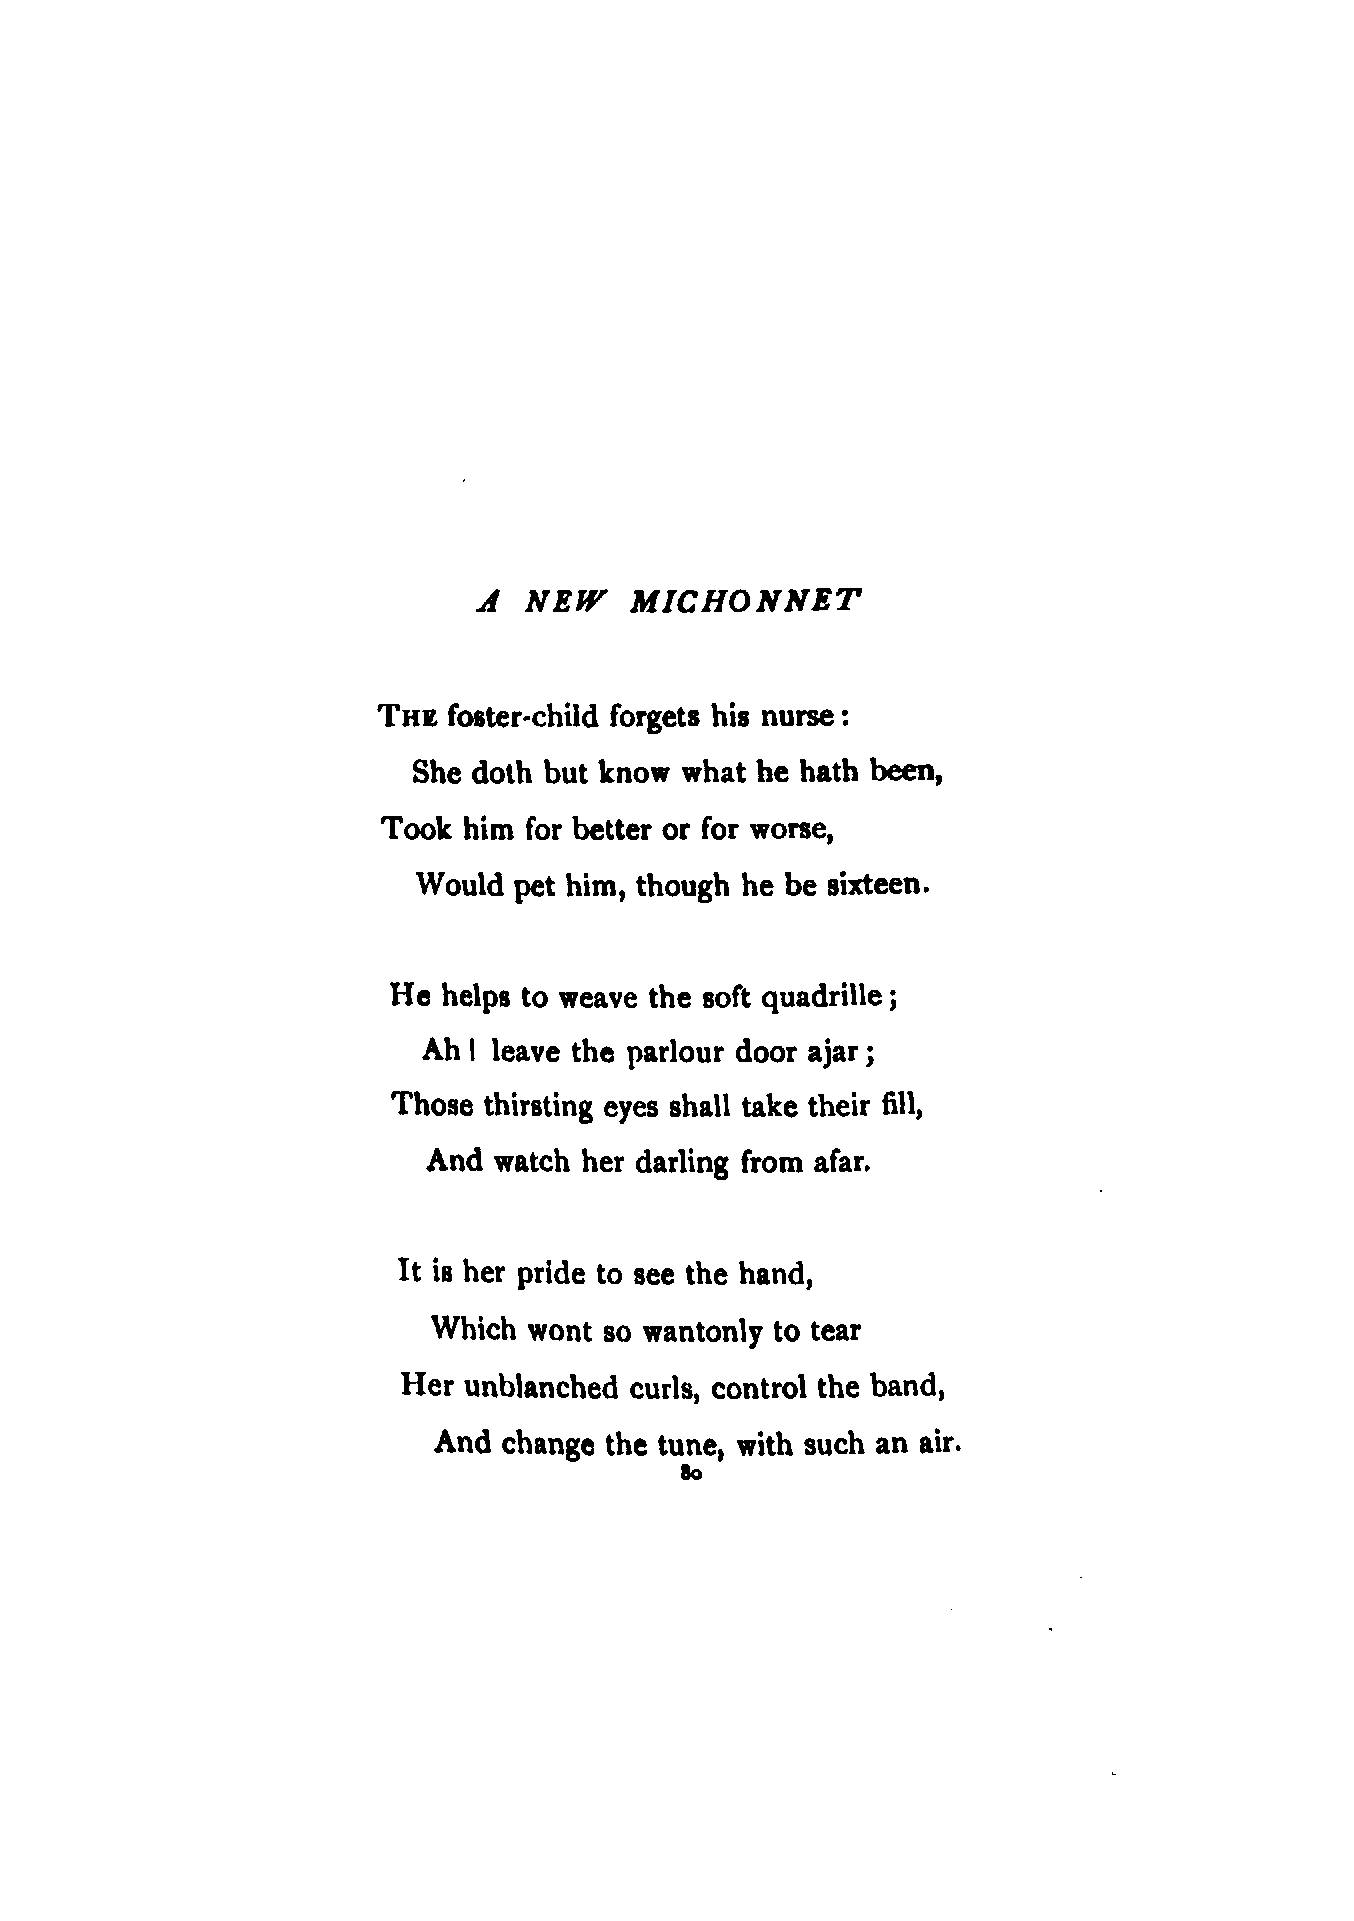 A NEW MICHONNET
THE foster-child forgets his nurse:
She doth but know what he hath been,
Took him for better or for worse,
Would pet him, though he be sixteen.
He helps to weave the soft quadrille;
Ah! leave the parlour door ajar;
Those thirsting eyes shall take their fill,
And watch her darling from afar.
It is her pride to see the hand,
Which wont so wantonly to tear
Her unblanched curls, control the band,
And change the tune, with such an air.
80